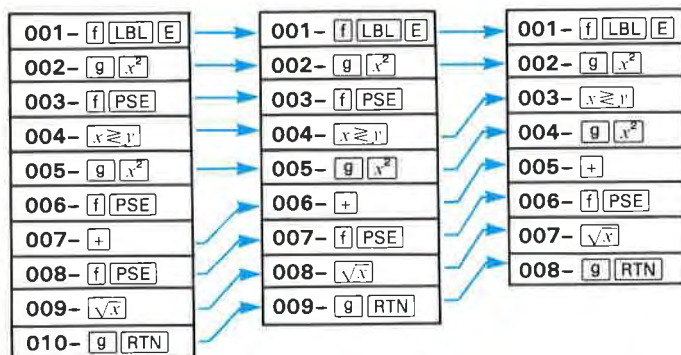 001– f LBL E
002– g x²
003– f PSE
004– x≷y
005– g x²
006– f PSE
007– +
008– f PSE
009– √x
010– g RTN
001– f LBL E
002– g x²
003– f PSE
004– x≷y
005– g x²
006– +
007– f PSE
008– √x
009– g RTN
001– f LBL E
002– g x²
003– x≷y
004– g x²
005– +
006– f PSE
007– √x
008– g RTN